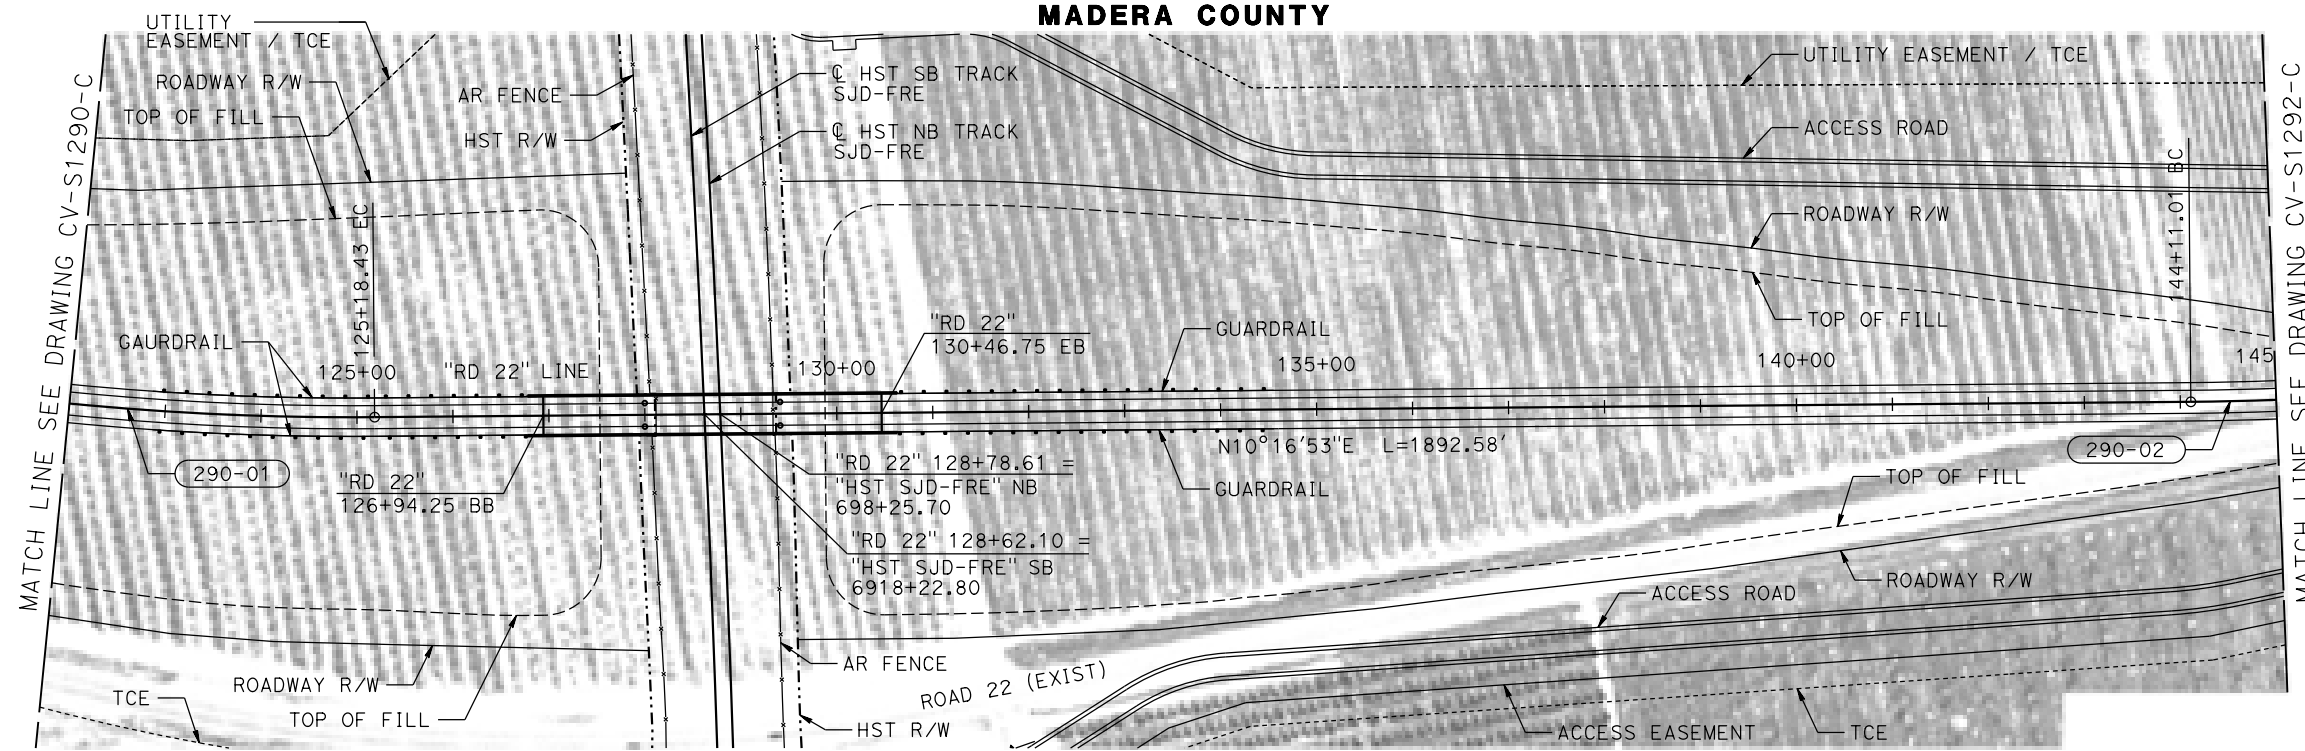 MADERA COUNTY
UTILITY
EASEMENT / TCE
ROADWAY R/W
TOP OF FILL
AR FENCE
HST R/W
℄ HST SB TRACK
SJD-FRE
℄ HST NB TRACK
SJD-FRE
UTILITY EASEMENT / TCE
ACCESS ROAD
ROADWAY R/W
TOP OF FILL
MATCH LINE SEE DRAWING CV-S1290-C
125+18.43 EC
144+11.01 BC
MATCH LINE SEE DRAWING CV-S1292-C
GAURDRAIL
125+00
"RD 22" LINE
130+00
"RD 22"
130+46.75 EB
GUARDRAIL
135+00
140+00
145
290-01
"RD 22"
126+94.25 BB
"RD 22" 128+78.61 =
"HST SJD-FRE" NB
698+25.70
"RD 22" 128+62.10 =
"HST SJD-FRE" SB
6918+22.80
N10°16'53"E L=1892.58'
GUARDRAIL
290-02
TOP OF FILL
ROADWAY R/W
ACCESS ROAD
AR FENCE
ROAD 22 (EXIST)
HST R/W
ACCESS EASEMENT
TCE
TCE
ROADWAY R/W
TOP OF FILL